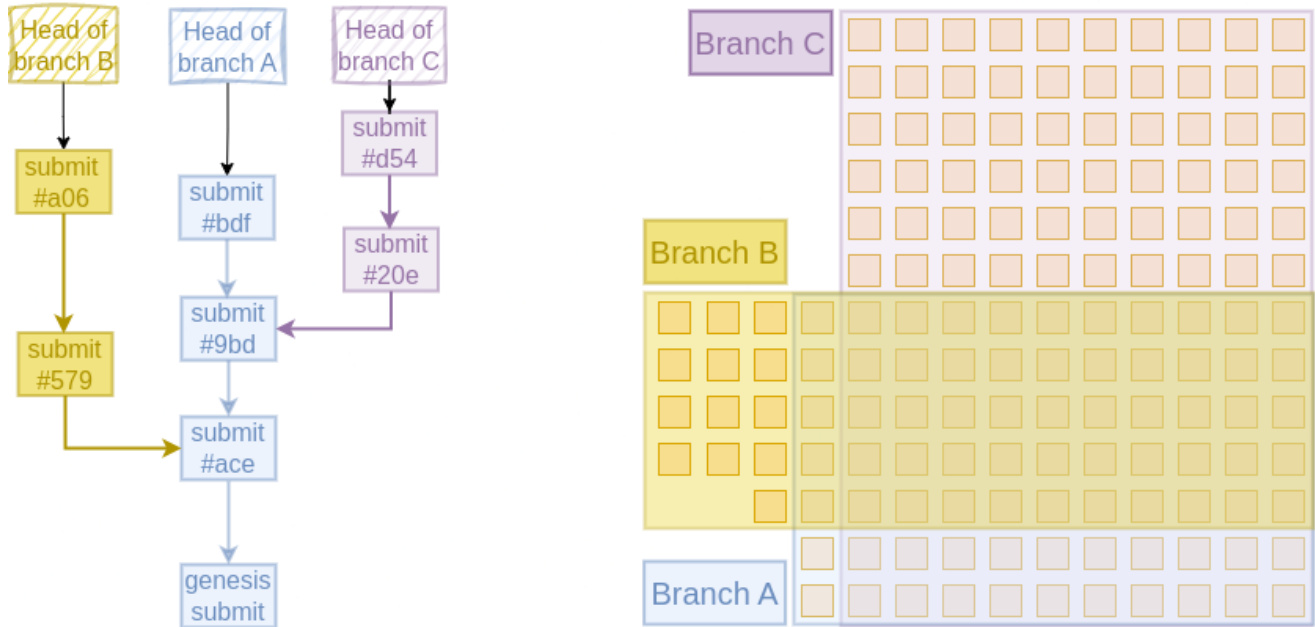 Head of
branch B
Head of
branch A
Head of
branch C
submit
#d54
submit
#a06
submit
#bdf
submit
#20e
submit
#9bd
submit
#579
submit
#ace
genesis
submit
Branch C
Branch B
Branch A